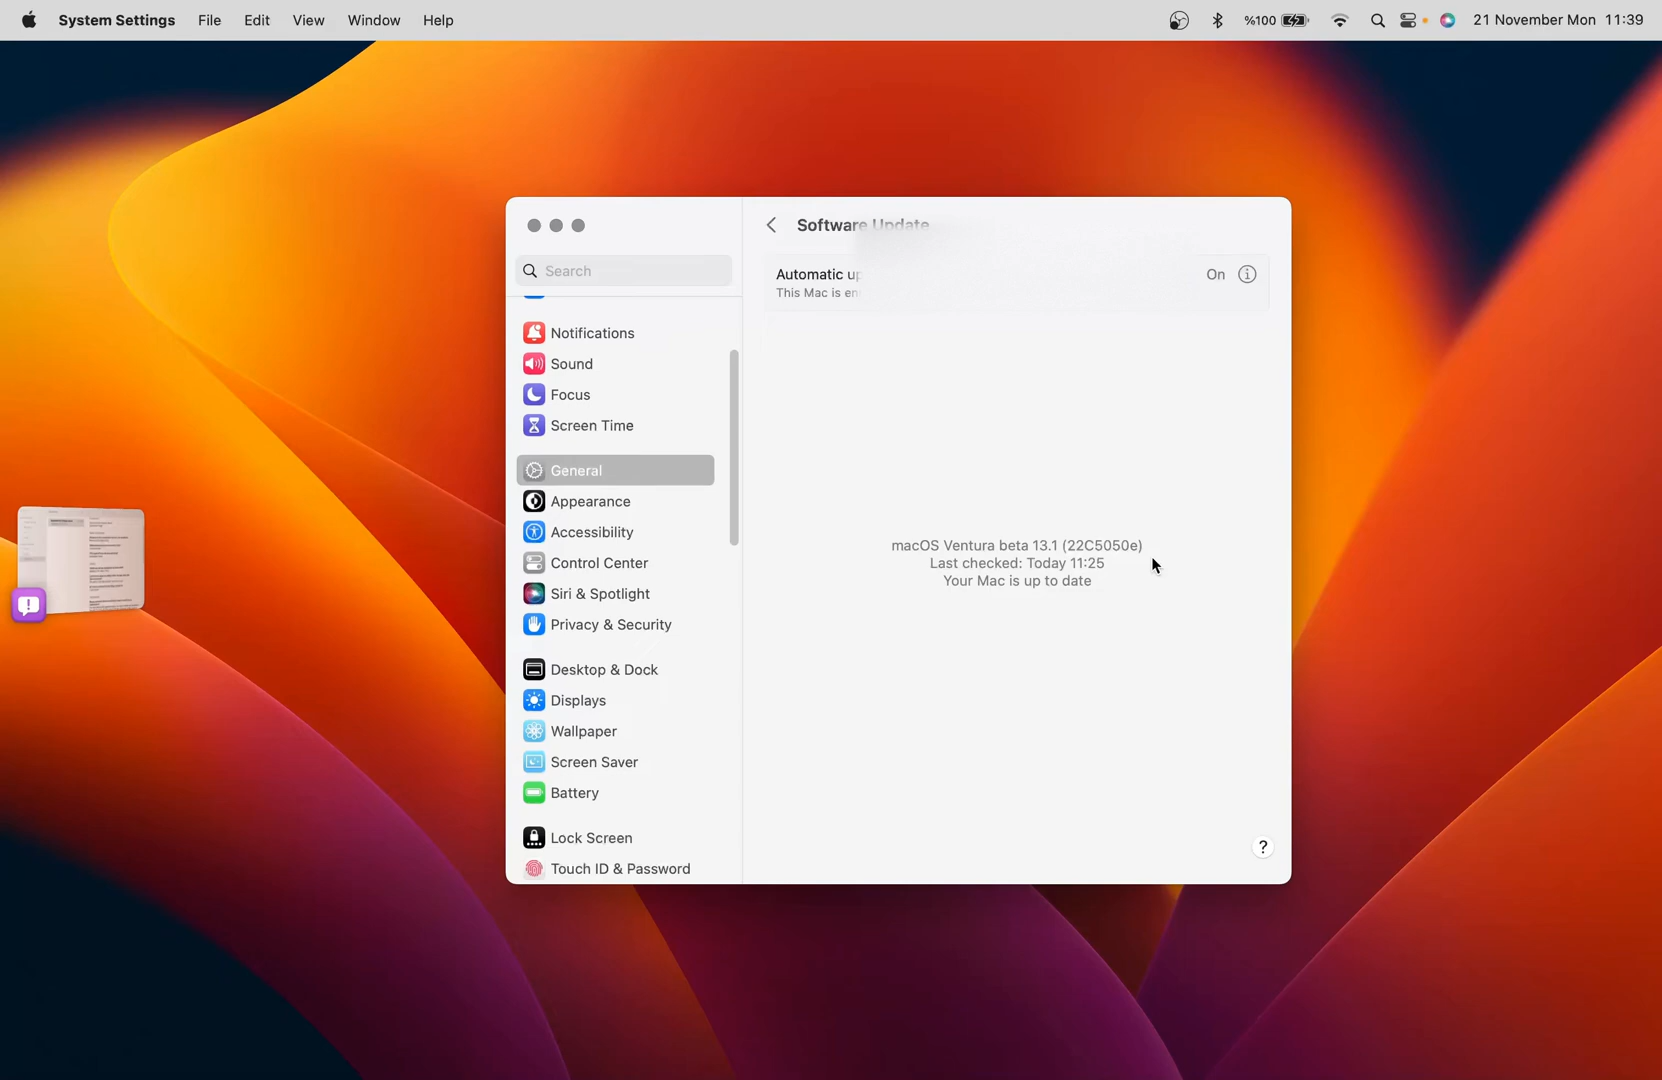 System Settings File Edit View Window Help %100 21 November Mon 11:39
Software Update
Search
Automatic up
On
This Mac is en
Notifications
Sound
Focus
Screen Time
General
Appearance
Accessibility
Control Center
Siri & Spotlight
Privacy & Security
Desktop & Dock
Displays
Wallpaper
Screen Saver
Battery
Lock Screen
Touch ID & Password
macOS Ventura beta 13.1 (22C5050e)
Last checked: Today 11:25
Your Mac is up to date
?